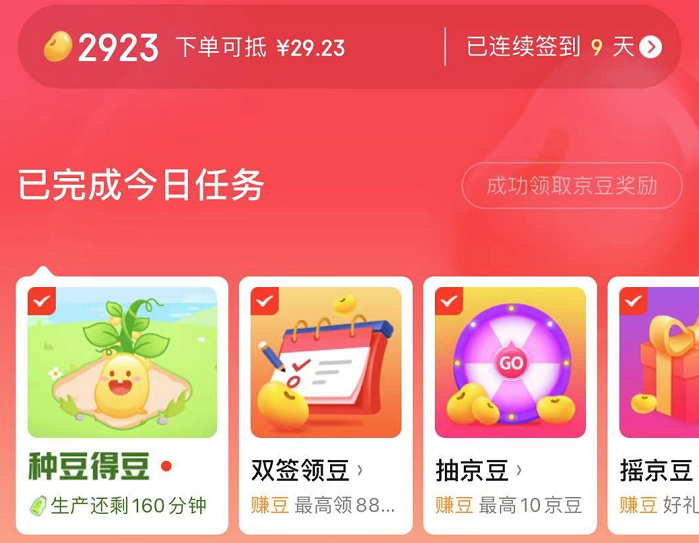 2923 下单可抵 ¥29.23 已连续签到 9 天
已完成今日任务 成功领取京豆奖励
GO
种豆得豆 双签领豆 抽京豆 摇京豆
生产还剩160分钟 赚豆 最高领88... 赚豆 最高10京豆 赚豆 好